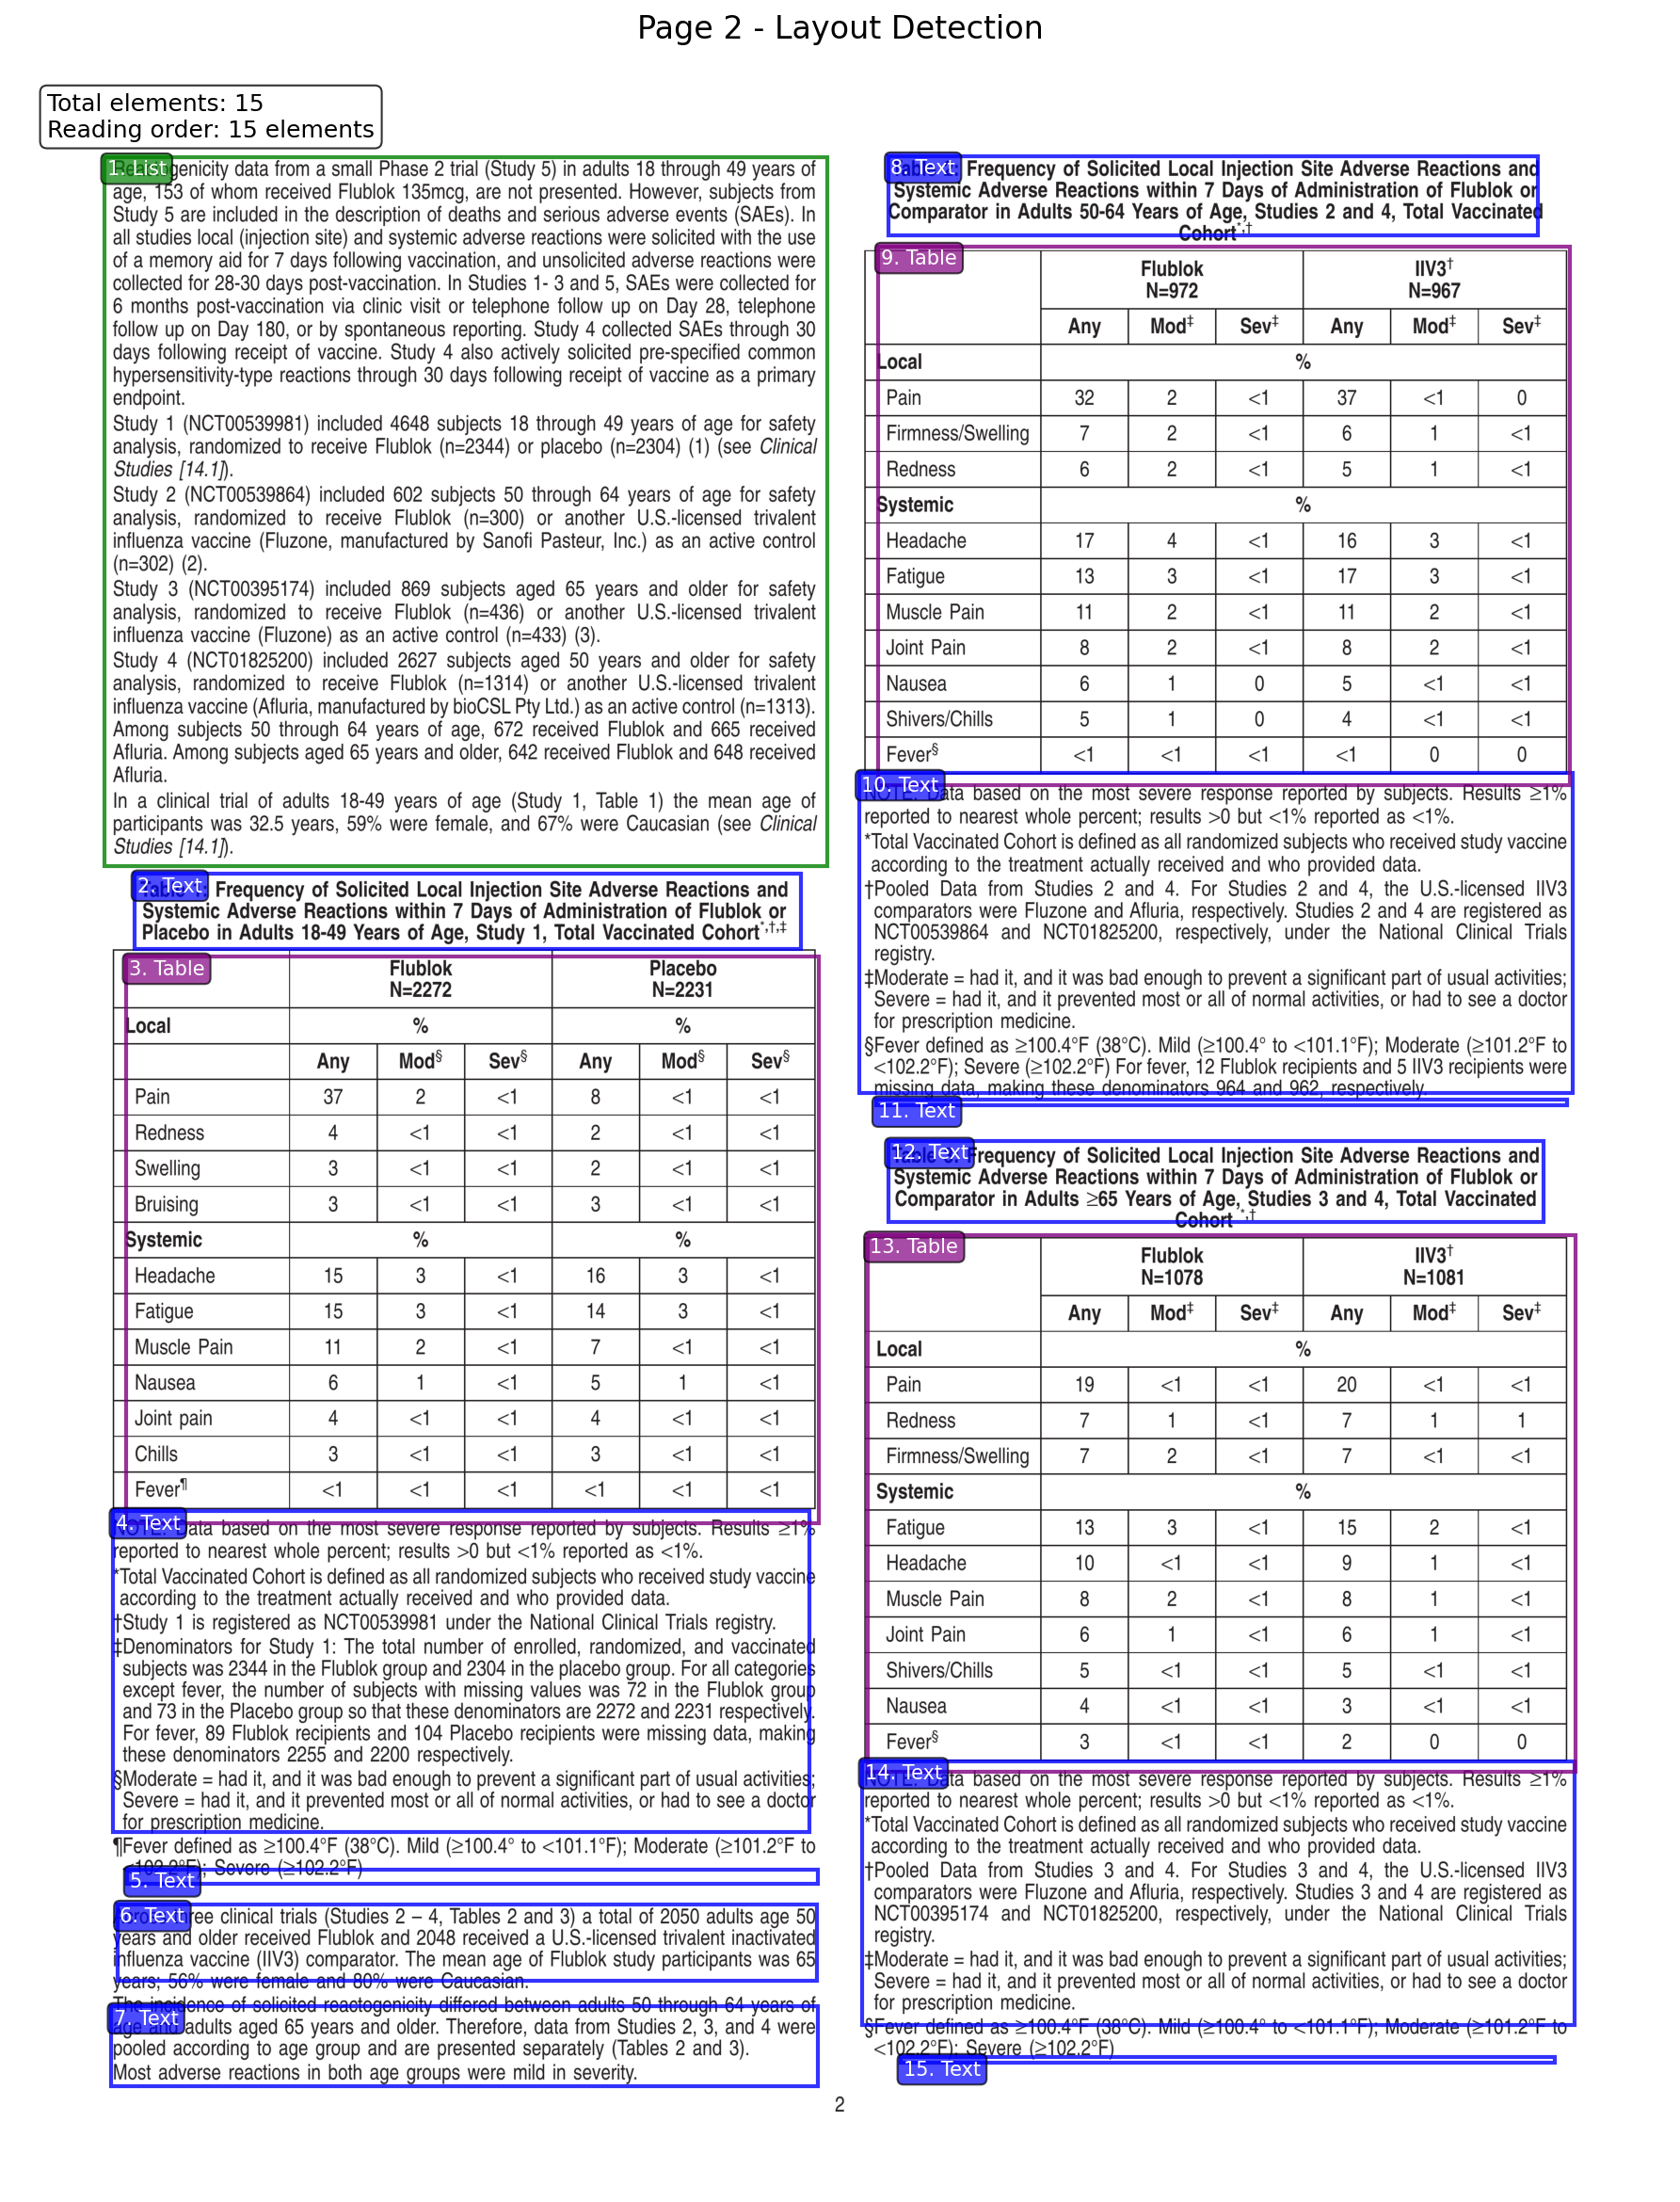 Page 2 - Layout Detection
Total elements: 15
Reading order: 15 elements
1. List
genicity data from a small Phase 2 trial (Study 5) in adults 18 through 49 years of
age, 153 of whom received Flublok 135mcg, are not presented. However, subjects from
Study 5 are included in the description of deaths and serious adverse events (SAEs). In
all studies local (injection site) and systemic adverse reactions were solicited with the use
of a memory aid for 7 days following vaccination, and unsolicited adverse reactions were
collected for 28-30 days post-vaccination. In Studies 1- 3 and 5, SAEs were collected for
6 months post-vaccination via clinic visit or telephone follow up on Day 28, telephone
follow up on Day 180, or by spontaneous reporting. Study 4 collected SAEs through 30
days following receipt of vaccine. Study 4 also actively solicited pre-specified common
hypersensitivity-type reactions through 30 days following receipt of vaccine as a primary
endpoint.
Study 1 (NCT00539981) included 4648 subjects 18 through 49 years of age for safety
analysis, randomized to receive Flublok (n=2344) or placebo (n=2304) (1) (see Clinical
Studies [14.1]).
Study 2 (NCT00539864) included 602 subjects 50 through 64 years of age for safety
analysis, randomized to receive Flublok (n=300) or another U.S.-licensed trivalent
influenza vaccine (Fluzone, manufactured by Sanofi Pasteur, Inc.) as an active control
(n=302) (2).
Study 3 (NCT00395174) included 869 subjects aged 65 years and older for safety
analysis, randomized to receive Flublok (n=436) or another U.S.-licensed trivalent
influenza vaccine (Fluzone) as an active control (n=433) (3).
Study 4 (NCT01825200) included 2627 subjects aged 50 years and older for safety
analysis, randomized to receive Flublok (n=1314) or another U.S.-licensed trivalent
influenza vaccine (Afluria, manufactured by bioCSL Pty Ltd.) as an active control (n=1313).
Among subjects 50 through 64 years of age, 672 received Flublok and 665 received
Afluria. Among subjects aged 65 years and older, 642 received Flublok and 648 received
Afluria.
In a clinical trial of adults 18-49 years of age (Study 1, Table 1) the mean age of
participants was 32.5 years, 59% were female, and 67% were Caucasian (see Clinical
Studies [14.1]).
2. Text
Frequency of Solicited Local Injection Site Adverse Reactions and
Systemic Adverse Reactions within 7 Days of Administration of Flublok or
Placebo in Adults 18-49 Years of Age, Study 1, Total Vaccinated Cohort*,†,‡
3. Table
Flublok Placebo
N=2272 N=2231
Local % %
Any Mod§ Sev§ Any Mod§ Sev§
Pain 37 2 <1 8 <1 <1
Redness 4 <1 <1 2 <1 <1
Swelling 3 <1 <1 2 <1 <1
Bruising 3 <1 <1 3 <1 <1
Systemic % %
Headache 15 3 <1 16 3 <1
Fatigue 15 3 <1 14 3 <1
Muscle Pain 11 2 <1 7 <1 <1
Nausea 6 1 <1 5 1 <1
Joint pain 4 <1 <1 4 <1 <1
Chills 3 <1 <1 3 <1 <1
Fever¶ <1 <1 <1 <1 <1 <1
4. Text
NOTE: Data based on the most severe response reported by subjects. Results ≥1%
reported to nearest whole percent; results >0 but <1% reported as <1%.
*Total Vaccinated Cohort is defined as all randomized subjects who received study vaccine
according to the treatment actually received and who provided data.
†Study 1 is registered as NCT00539981 under the National Clinical Trials registry.
‡Denominators for Study 1: The total number of enrolled, randomized, and vaccinated
subjects was 2344 in the Flublok group and 2304 in the placebo group. For all categories
except fever, the number of subjects with missing values was 72 in the Flublok group
and 73 in the Placebo group so that these denominators are 2272 and 2231 respectively.
For fever, 89 Flublok recipients and 104 Placebo recipients were missing data, making
these denominators 2255 and 2200 respectively.
§Moderate = had it, and it was bad enough to prevent a significant part of usual activities;
Severe = had it, and it prevented most or all of normal activities, or had to see a doctor
for prescription medicine.
¶Fever defined as ≥100.4°F (38°C). Mild (≥100.4° to <101.1°F); Moderate (≥101.2°F to
<102.2°F); Severe (≥102.2°F)
5. Text
6. Text
three clinical trials (Studies 2 – 4, Tables 2 and 3) a total of 2050 adults age 50
years and older received Flublok and 2048 received a U.S.-licensed trivalent inactivated
influenza vaccine (IIV3) comparator. The mean age of Flublok study participants was 65
years; 56% were female and 80% were Caucasian.
The incidence of solicited reactogenicity differed between adults 50 through 64 years of
7. Text
age and adults aged 65 years and older. Therefore, data from Studies 2, 3, and 4 were
pooled according to age group and are presented separately (Tables 2 and 3).
Most adverse reactions in both age groups were mild in severity.
8. Text
Frequency of Solicited Local Injection Site Adverse Reactions and
Systemic Adverse Reactions within 7 Days of Administration of Flublok or
Comparator in Adults 50-64 Years of Age, Studies 2 and 4, Total Vaccinated
Cohort*,†
9. Table
Flublok IIV3†
N=972 N=967
Any Mod‡ Sev‡ Any Mod‡ Sev‡
Local %
Pain 32 2 <1 37 <1 0
Firmness/Swelling 7 2 <1 6 1 <1
Redness 6 2 <1 5 1 <1
Systemic %
Headache 17 4 <1 16 3 <1
Fatigue 13 3 <1 17 3 <1
Muscle Pain 11 2 <1 11 2 <1
Joint Pain 8 2 <1 8 2 <1
Nausea 6 1 0 5 <1 <1
Shivers/Chills 5 1 0 4 <1 <1
Fever§ <1 <1 <1 <1 0 0
10. Text
NOTE: Data based on the most severe response reported by subjects. Results ≥1%
reported to nearest whole percent; results >0 but <1% reported as <1%.
*Total Vaccinated Cohort is defined as all randomized subjects who received study vaccine
according to the treatment actually received and who provided data.
†Pooled Data from Studies 2 and 4. For Studies 2 and 4, the U.S.-licensed IIV3
comparators were Fluzone and Afluria, respectively. Studies 2 and 4 are registered as
NCT00539864 and NCT01825200, respectively, under the National Clinical Trials
registry.
‡Moderate = had it, and it was bad enough to prevent a significant part of usual activities;
Severe = had it, and it prevented most or all of normal activities, or had to see a doctor
for prescription medicine.
§Fever defined as ≥100.4°F (38°C). Mild (≥100.4° to <101.1°F); Moderate (≥101.2°F to
<102.2°F); Severe (≥102.2°F) For fever, 12 Flublok recipients and 5 IIV3 recipients were
missing data, making these denominators 964 and 962, respectively.
11. Text
12. Text
Frequency of Solicited Local Injection Site Adverse Reactions and
Systemic Adverse Reactions within 7 Days of Administration of Flublok or
Comparator in Adults ≥65 Years of Age, Studies 3 and 4, Total Vaccinated
Cohort *,†
13. Table
Flublok IIV3†
N=1078 N=1081
Any Mod‡ Sev‡ Any Mod‡ Sev‡
Local %
Pain 19 <1 <1 20 <1 <1
Redness 7 1 <1 7 1 1
Firmness/Swelling 7 2 <1 7 <1 <1
Systemic %
Fatigue 13 3 <1 15 2 <1
Headache 10 <1 <1 9 1 <1
Muscle Pain 8 2 <1 8 1 <1
Joint Pain 6 1 <1 6 1 <1
Shivers/Chills 5 <1 <1 5 <1 <1
Nausea 4 <1 <1 3 <1 <1
Fever§ 3 <1 <1 2 0 0
14. Text
NOTE: Data based on the most severe response reported by subjects. Results ≥1%
reported to nearest whole percent; results >0 but <1% reported as <1%.
*Total Vaccinated Cohort is defined as all randomized subjects who received study vaccine
according to the treatment actually received and who provided data.
†Pooled Data from Studies 3 and 4. For Studies 3 and 4, the U.S.-licensed IIV3
comparators were Fluzone and Afluria, respectively. Studies 3 and 4 are registered as
NCT00395174 and NCT01825200, respectively, under the National Clinical Trials
registry.
‡Moderate = had it, and it was bad enough to prevent a significant part of usual activities;
Severe = had it, and it prevented most or all of normal activities, or had to see a doctor
for prescription medicine.
§Fever defined as ≥100.4°F (38°C). Mild (≥100.4° to <101.1°F); Moderate (≥101.2°F to
<102.2°F); Severe (≥102.2°F)
15. Text
2